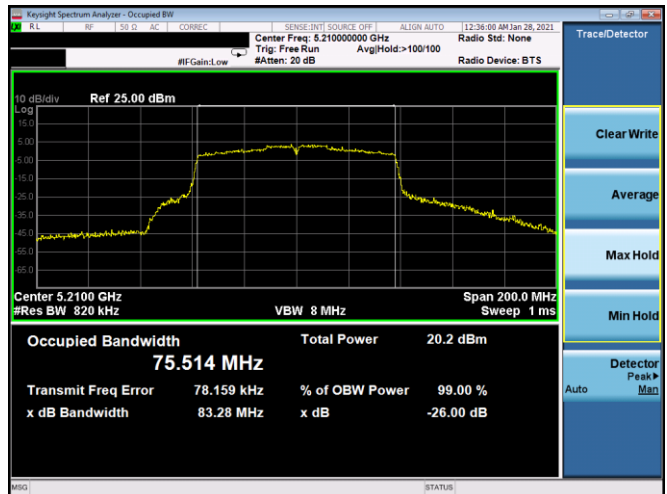 Keysight Spectrum Analyzer - Occupied BW
RL RF 50 Ω AC CORREC SENSE:INT SOURCE OFF ALIGN AUTO 12:36:00 AM Jan 28, 2021
Center Freq: 5.210000000 GHz Radio Std: None
Trig: Free Run Avg|Hold:>100/100
#IFGain:Low #Atten: 20 dB Radio Device: BTS
Trace/Detector
10 dB/div Ref 25.00 dBm
Log
15.0
5.00
-5.00
-15.0
-25.0
-35.0
-45.0
-55.0
-65.0
Center 5.2100 GHz Span 200.0 MHz
#Res BW 820 kHz VBW 8 MHz Sweep 1 ms
Occupied Bandwidth Total Power 20.2 dBm
75.514 MHz
Transmit Freq Error 78.159 kHz % of OBW Power 99.00 %
x dB Bandwidth 83.28 MHz x dB -26.00 dB
Clear Write
Average
Max Hold
Min Hold
Detector
Peak▶
Auto Man
MSG STATUS